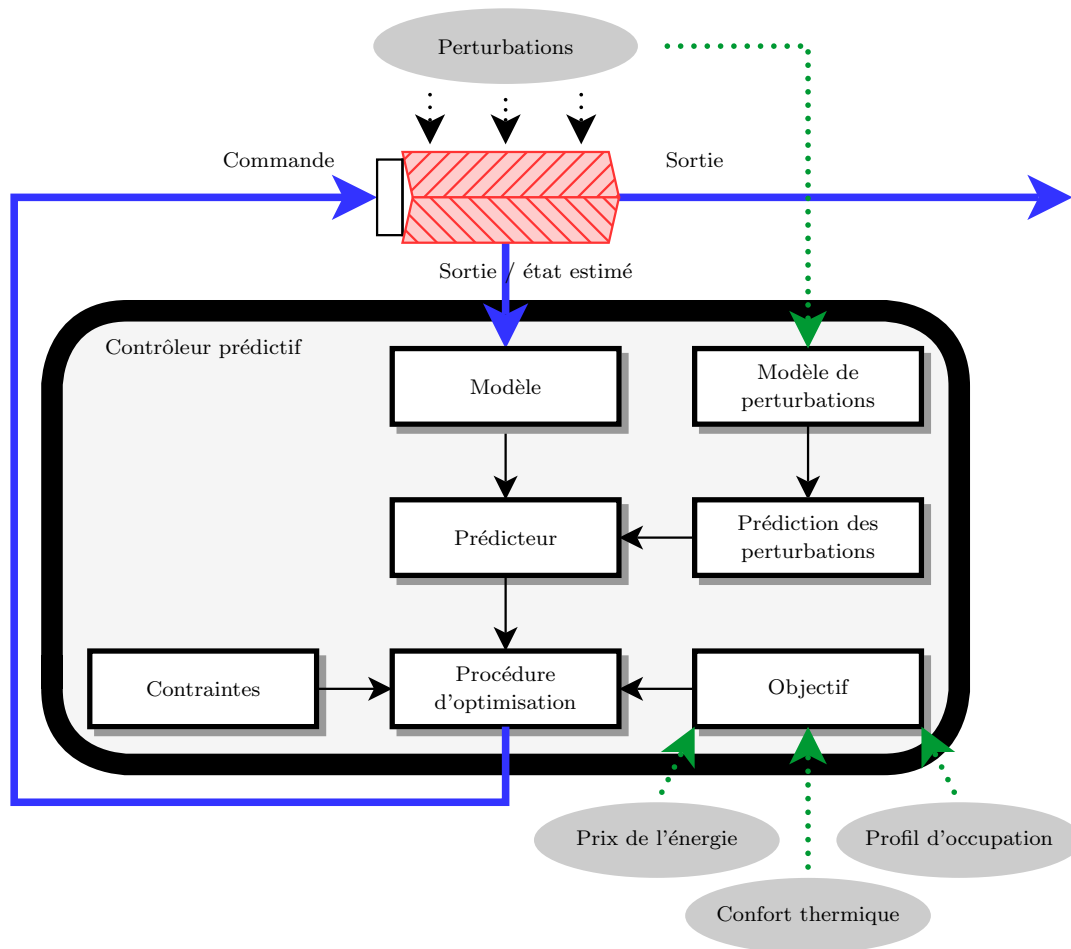 Perturbations
Commande
Sortie
Sortie / état estimé
Contrôleur prédictif
Modèle
Modèle de
perturbations
Prédicteur
Prédiction des
perturbations
Contraintes
Procédure
d'optimisation
Objectif
Prix de l'énergie
Profil d'occupation
Confort thermique